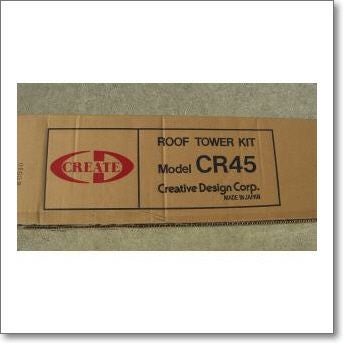 CREATE
ROOF TOWER KIT
Model CR45
Creative Design Corp.
MADE IN JAPAN